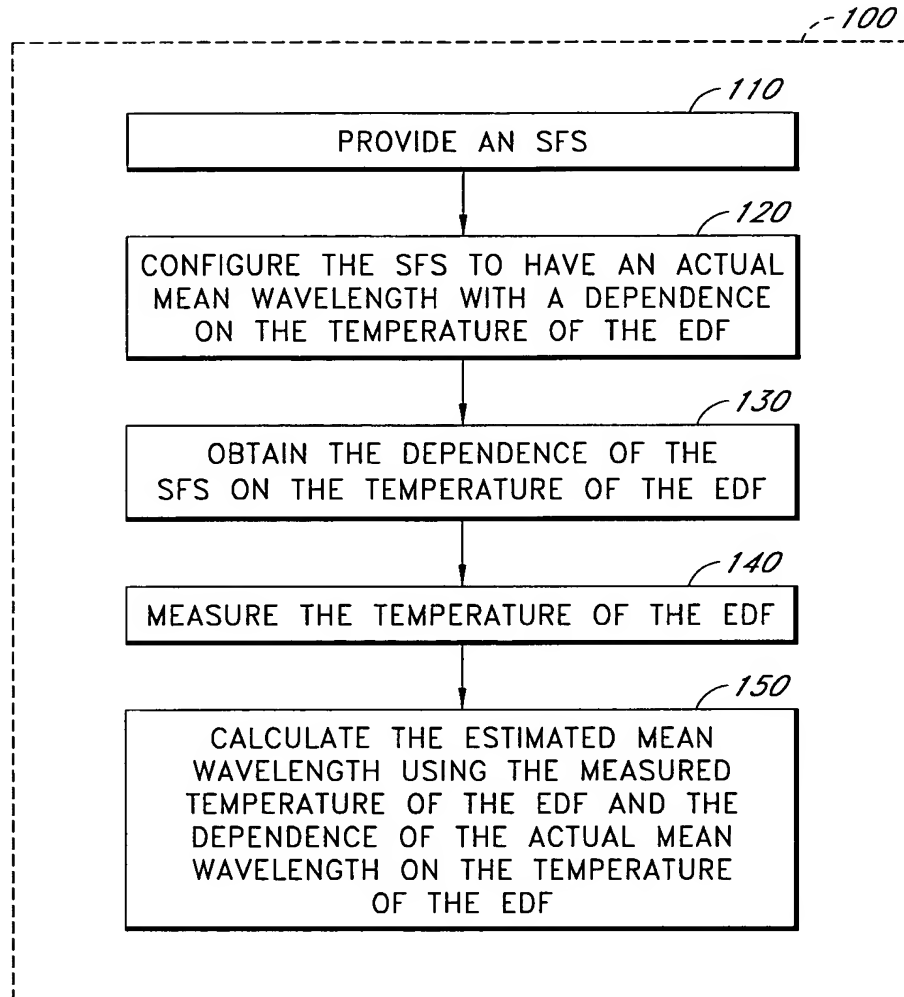 100
110
PROVIDE AN SFS
120
CONFIGURE THE SFS TO HAVE AN ACTUAL
MEAN WAVELENGTH WITH A DEPENDENCE
ON THE TEMPERATURE OF THE EDF
130
OBTAIN THE DEPENDENCE OF THE
SFS ON THE TEMPERATURE OF THE EDF
140
MEASURE THE TEMPERATURE OF THE EDF
150
CALCULATE THE ESTIMATED MEAN
WAVELENGTH USING THE MEASURED
TEMPERATURE OF THE EDF AND THE
DEPENDENCE OF THE ACTUAL MEAN
WAVELENGTH ON THE TEMPERATURE
OF THE EDF